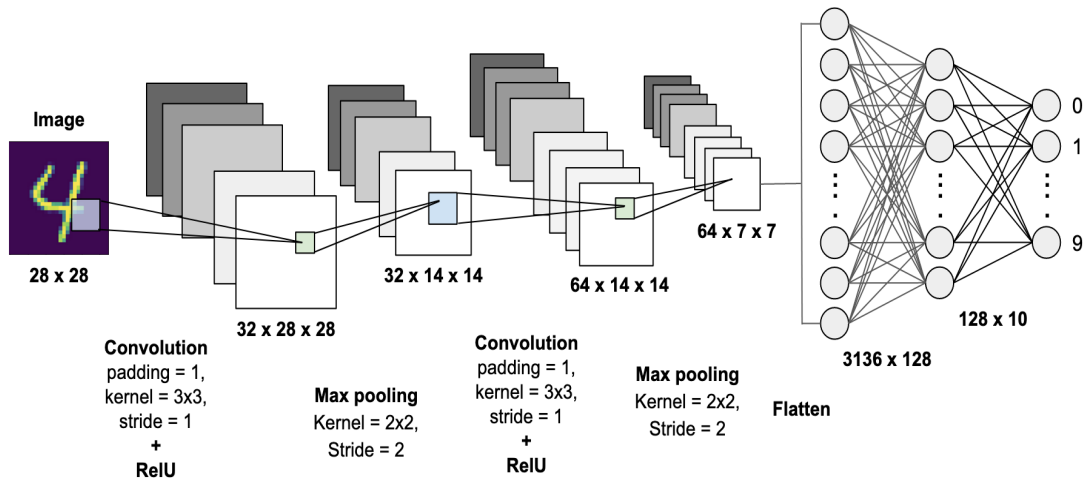 Image
28 x 28
32 x 28 x 28
Convolution
padding = 1,
kernel = 3x3,
stride = 1
+
RelU
32 x 14 x 14
Max pooling
Kernel = 2x2,
Stride = 2
64 x 14 x 14
Convolution
padding = 1,
kernel = 3x3,
stride = 1
+
RelU
64 x 7 x 7
Max pooling
Kernel = 2x2,
Stride = 2
Flatten
3136 x 128
128 x 10
0
1
9